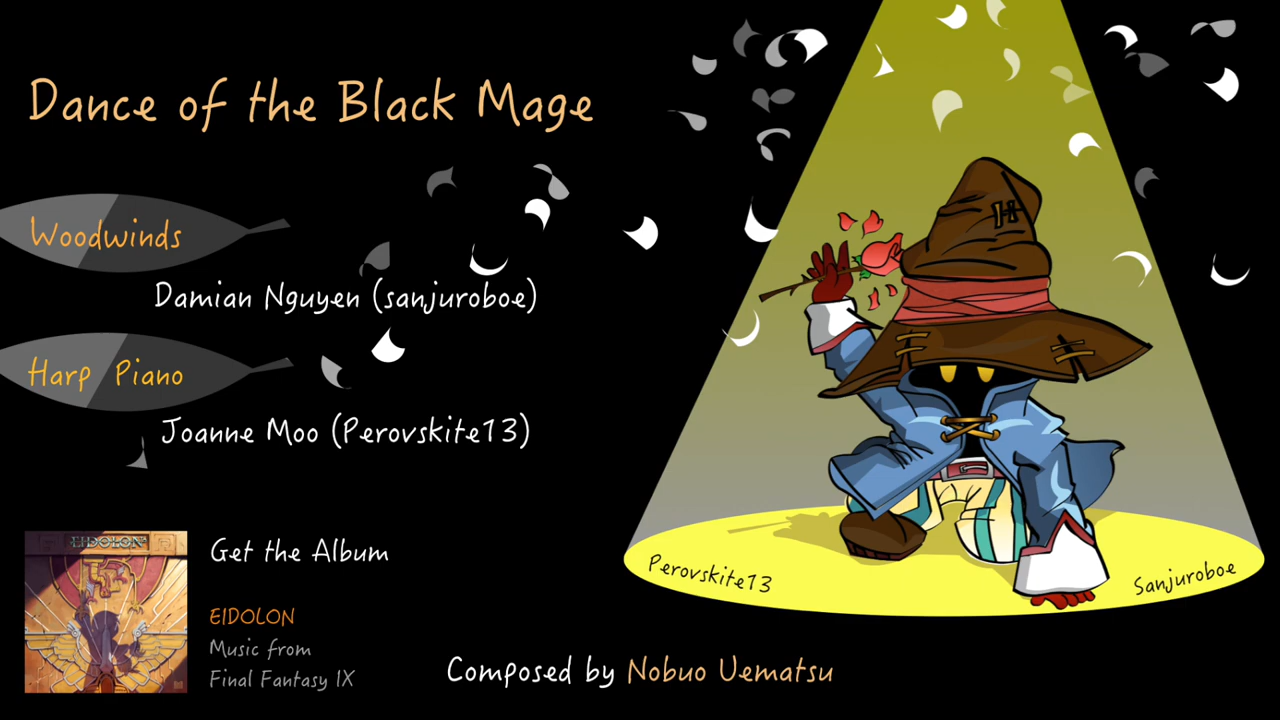 Dance of the Black Mage
Woodwinds
Damian Nguyen (sanjuroboe)
Harp Piano
Joanne Moo (Perovskite13)
EIDOLON
Get the Album
EIDOLON
Music from
Final Fantasy IX
Composed by Nobuo Uematsu
Perovskite13
Sanjuroboe